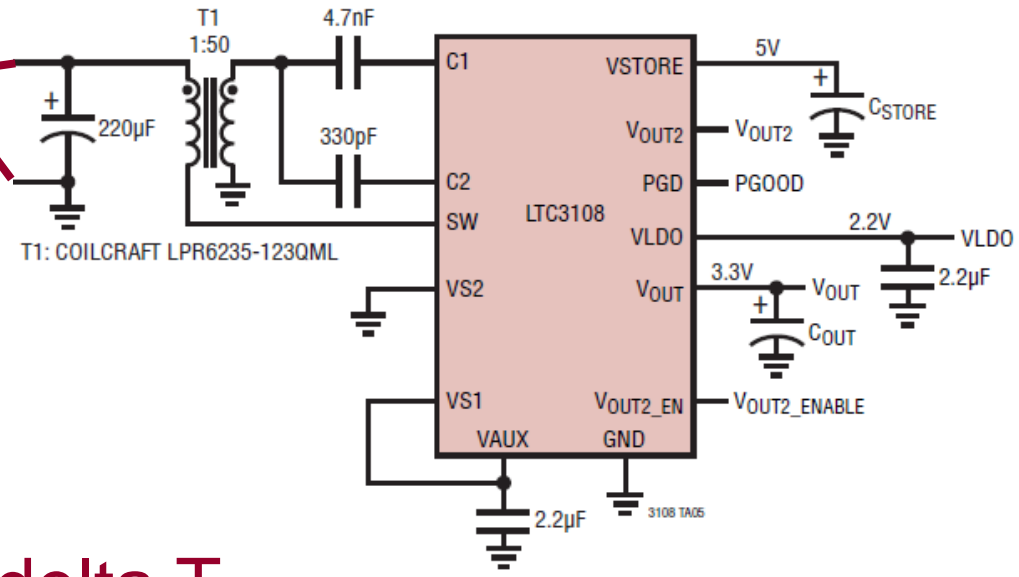 T1
1:50
4.7nF
+
220µF
330pF
T1: COILCRAFT LPR6235-123QML
C1
C2
SW
VS2
VS1
VAUX
GND
LTC3108
VSTORE
VOUT2
PGD
VLDO
VOUT
VOUT2_EN
5V
+
CSTORE
VOUT2
PGOOD
2.2V
VLDO
2.2µF
3.3V
VOUT
+
COUT
VOUT2_ENABLE
2.2µF
3108 TA05
delta T